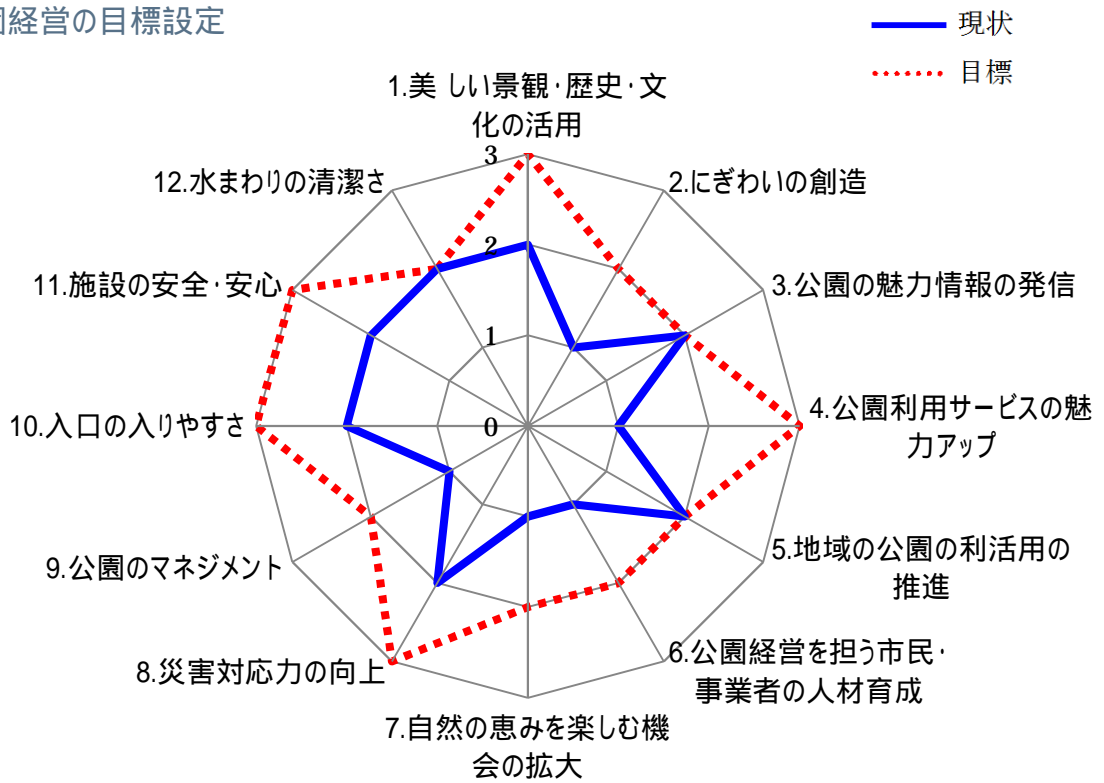 園経営の目標設定
現状
目標
1.美 しい景観・歴史・文
化の活用
2.にぎわいの創造
3.公園の魅力情報の発信
4.公園利用サービスの魅
力アップ
5.地域の公園の利活用の
推進
6.公園経営を担う市民・
事業者の人材育成
7.自然の恵みを楽しむ機
会の拡大
8.災害対応力の向上
9.公園のマネジメント
10.入口の入りやすさ
11.施設の安全・安心
12.水まわりの清潔さ
3
2
1
0